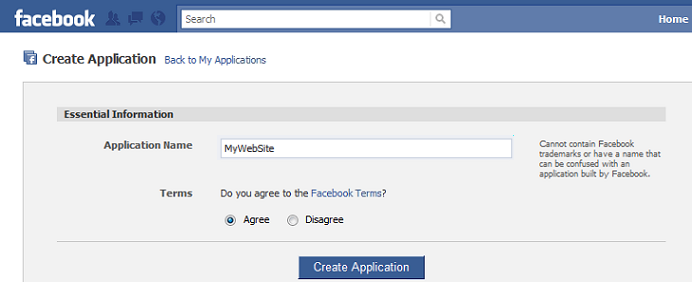 facebook
Search
Home
Create Application Back to My Applications
Essential Information
Application Name
MyWebSite
Cannot contain Facebook
trademarks or have a name that
can be confused with an
application built by Facebook.
Terms
Do you agree to the Facebook Terms?
Agree
Disagree
Create Application